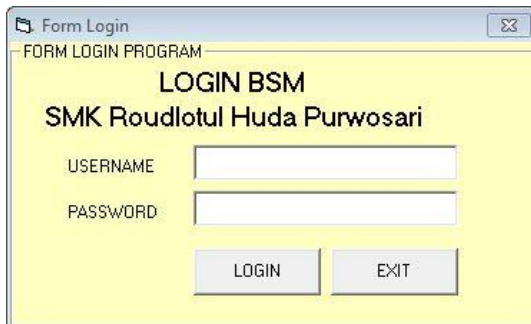 Form Login
FORM LOGIN PROGRAM
LOGIN BSM
SMK Roudlotul Huda Purwosari
USERNAME
PASSWORD
LOGIN EXIT